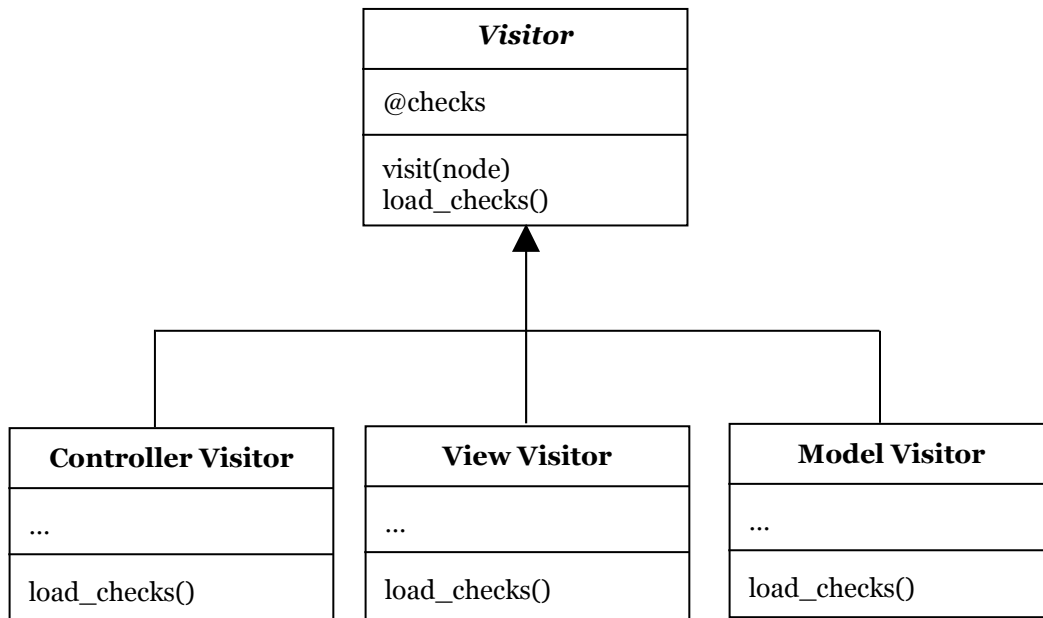 Visitor
@checks
visit(node)
load_checks()
Controller Visitor
...
load_checks()
View Visitor
...
load_checks()
Model Visitor
...
load_checks()